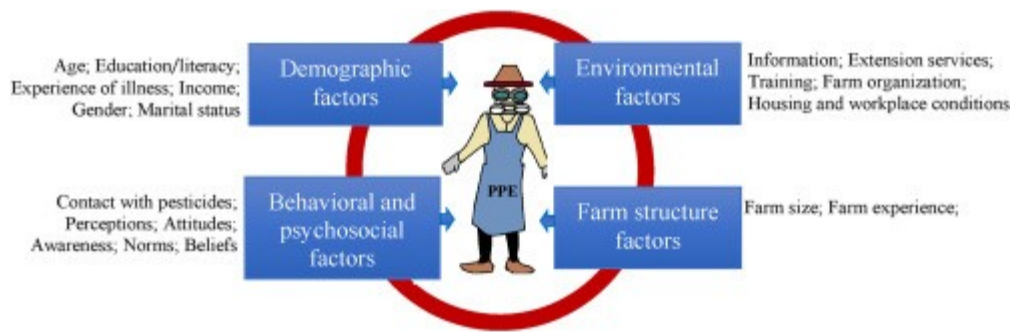 Age; Education/literacy;
Experience of illness; Income;
Gender; Marital status
Demographic
factors
Environmental
factors
Information; Extension services;
Training; Farm organization;
Housing and workplace conditions
Contact with pesticides;
Perceptions; Attitudes;
Awareness; Norms; Beliefs
Behavioral and
psychosocial
factors
PPE
Farm structure
factors
Farm size; Farm experience;